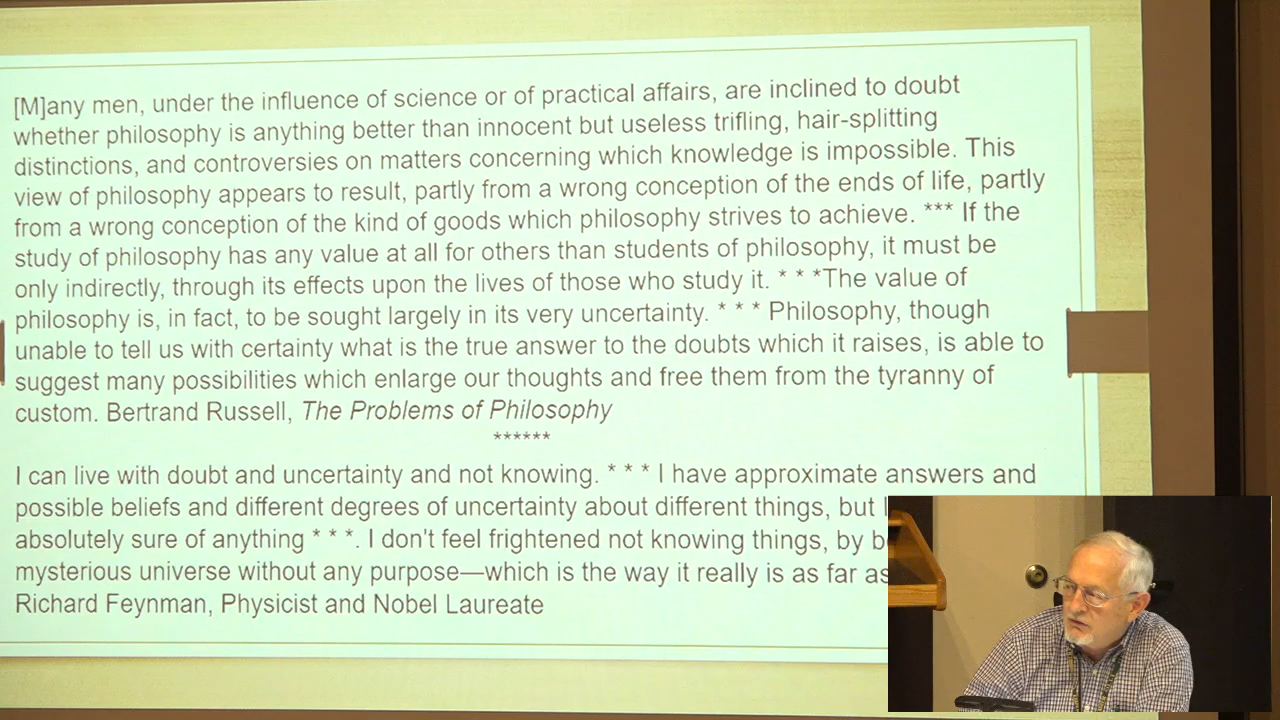 [M]any men, under the influence of science or of practical affairs, are inclined to doubt
whether philosophy is anything better than innocent but useless trifling, hair-splitting
distinctions, and controversies on matters concerning which knowledge is impossible. This
view of philosophy appears to result, partly from a wrong conception of the ends of life, partly
from a wrong conception of the kind of goods which philosophy strives to achieve. *** If the
study of philosophy has any value at all for others than students of philosophy, it must be
only indirectly, through its effects upon the lives of those who study it. * * *The value of
philosophy is, in fact, to be sought largely in its very uncertainty. * * * Philosophy, though
unable to tell us with certainty what is the true answer to the doubts which it raises, is able to
suggest many possibilities which enlarge our thoughts and free them from the tyranny of
custom. Bertrand Russell, The Problems of Philosophy
******
I can live with doubt and uncertainty and not knowing. * * * I have approximate answers and
possible beliefs and different degrees of uncertainty about different things, but
absolutely sure of anything * * *. I don't feel frightened not knowing things, by
mysterious universe without any purpose—which is the way it really is as far as
Richard Feynman, Physicist and Nobel Laureate